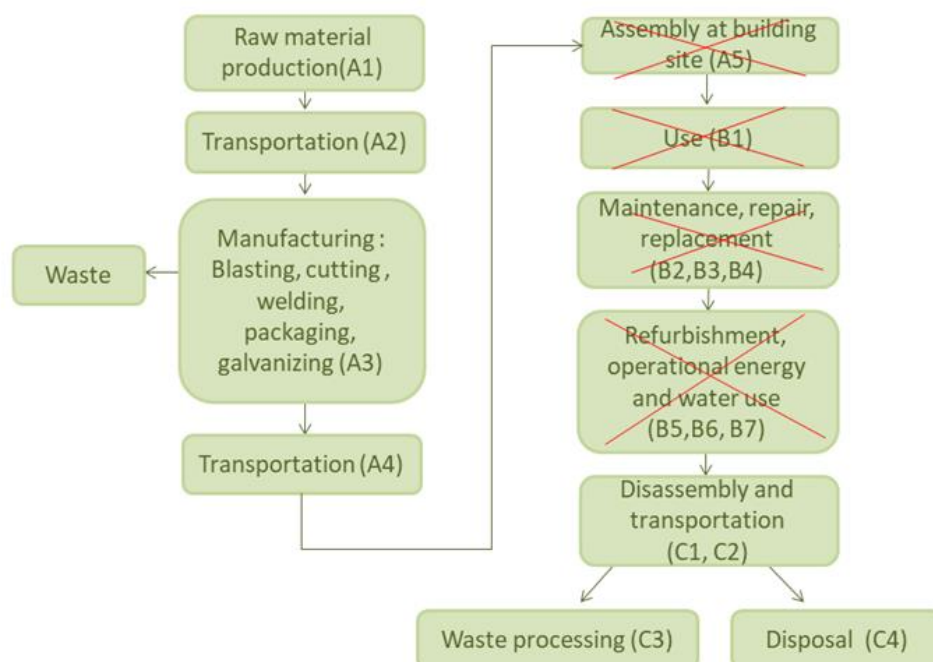 Raw material
production(A1)
Transportation (A2)
Manufacturing :
Blasting, cutting ,
welding,
packaging,
galvanizing (A3)
Waste
Transportation (A4)
Assembly at building
site (A5)
Use (B1)
Maintenance, repair,
replacement
(B2,B3,B4)
Refurbishment,
operational energy
and water use
(B5,B6, B7)
Disassembly and
transportation
(C1, C2)
Waste processing (C3)
Disposal (C4)